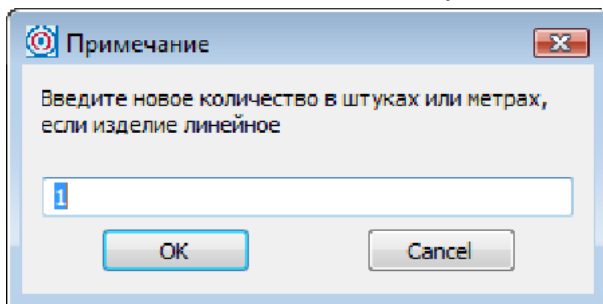 Примечание
Введите новое количество в штуках или метрах,
если изделие линейное
1
OK
Cancel